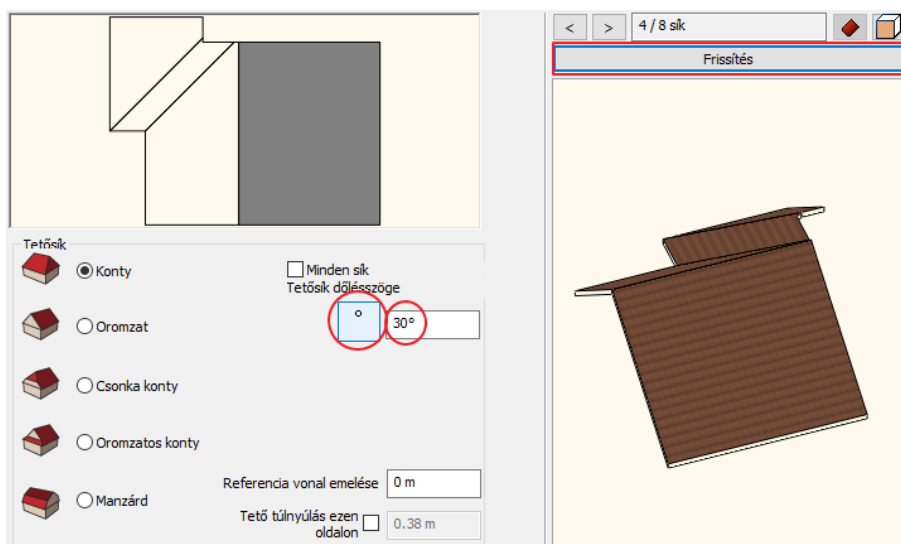 < > 4 / 8 sík
Frissítés
Tetősík
Konty
Minden sík
Tetősík dőlésszöge
° 30°
Oromzat
Csonka konty
Oromzatos konty
Referencia vonal emelése 0 m
Manzárd
Tető túlnyúlás ezen
oldalon 0.38 m